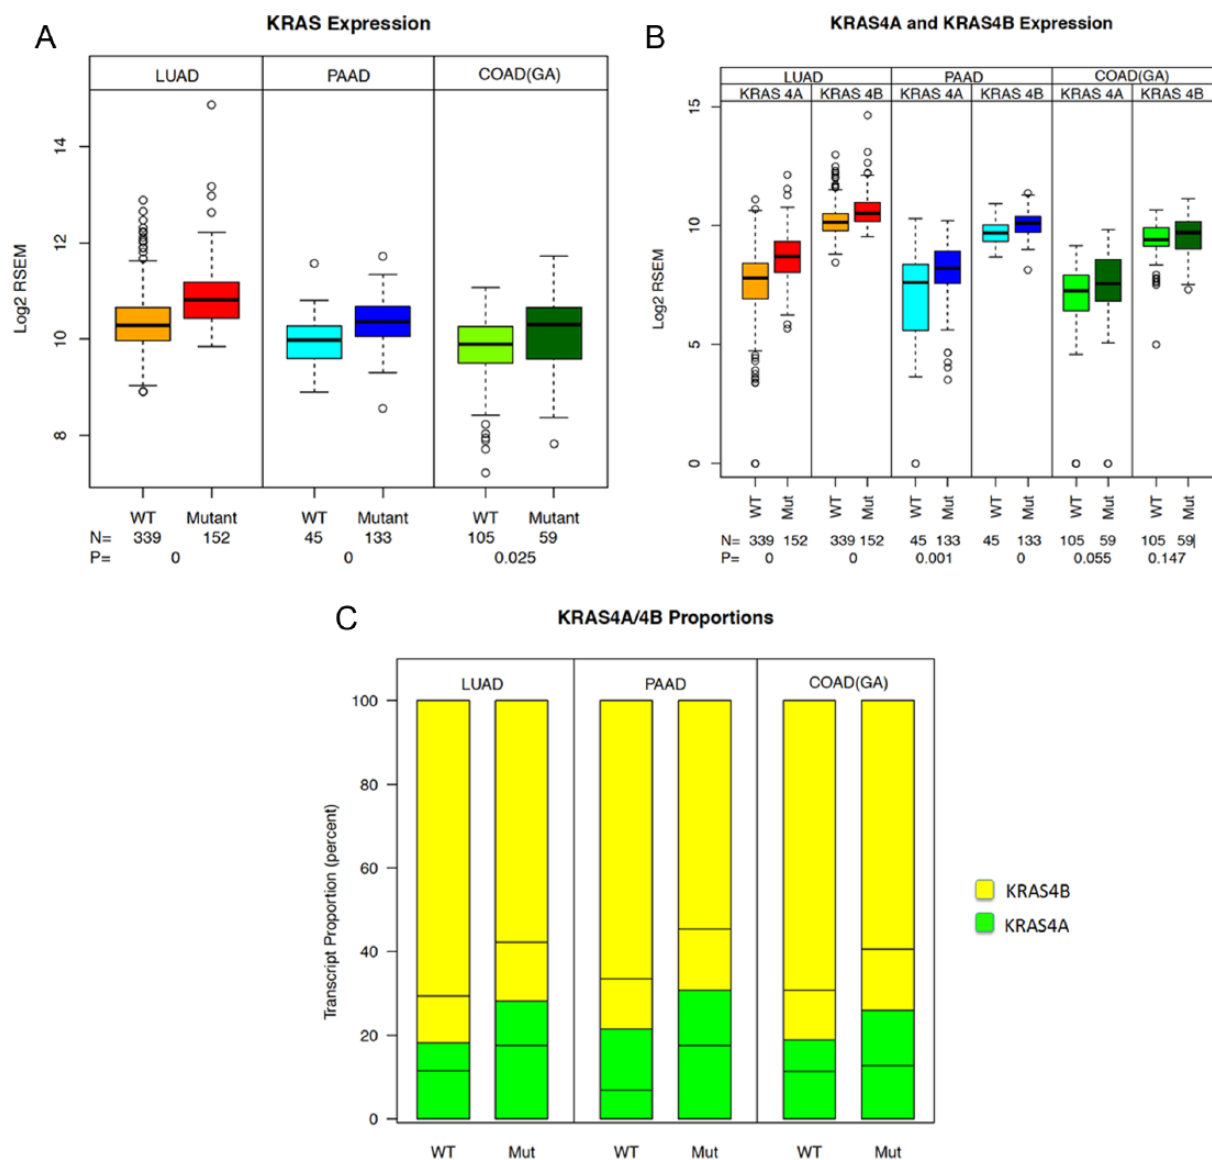 A
KRAS Expression
LUAD PAAD COAD(GA)
Log2 RSEM
14
12
10
8
WT Mutant WT Mutant WT Mutant
N= 339 152 45 133 105 59
P= 0 0 0.025
B
KRAS4A and KRAS4B Expression
LUAD PAAD COAD(GA)
KRAS 4A KRAS 4B KRAS 4A KRAS 4B KRAS 4A KRAS 4B
Log2 RSEM
15
10
5
0
WT Mut WT Mut WT Mut WT Mut WT Mut WT Mut
N= 339 152 339 152 45 133 45 133 105 59 105 59|
P= 0 0 0.001 0 0.055 0.147
C
KRAS4A/4B Proportions
LUAD PAAD COAD(GA)
Transcript Proportion (percent)
100
80
60
40
20
0
WT Mut WT Mut WT Mut
KRAS4B
KRAS4A